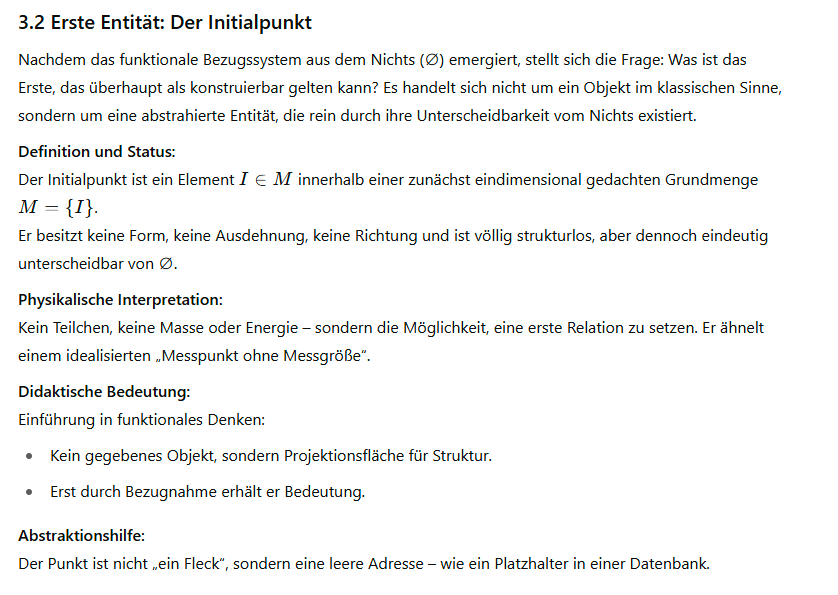 3.2 Erste Entität: Der Initialpunkt
Nachdem das funktionale Bezugssystem aus dem Nichts (∅) emergiert, stellt sich die Frage: Was ist das
Erste, das überhaupt als konstruierbar gelten kann? Es handelt sich nicht um ein Objekt im klassischen Sinne,
sondern um eine abstrahierte Entität, die rein durch ihre Unterscheidbarkeit vom Nichts existiert.
Definition und Status:
Der Initialpunkt ist ein Element I ∈ M innerhalb einer zunächst eindimensional gedachten Grundmenge
M = {I}.
Er besitzt keine Form, keine Ausdehnung, keine Richtung und ist völlig strukturlos, aber dennoch eindeutig
unterscheidbar von ∅.
Physikalische Interpretation:
Kein Teilchen, keine Masse oder Energie – sondern die Möglichkeit, eine erste Relation zu setzen. Er ähnelt
einem idealisierten „Messpunkt ohne Messgröße“.
Didaktische Bedeutung:
Einführung in funktionales Denken:
• Kein gegebenes Objekt, sondern Projektionsfläche für Struktur.
• Erst durch Bezugnahme erhält er Bedeutung.
Abstraktionshilfe:
Der Punkt ist nicht „ein Fleck“, sondern eine leere Adresse – wie ein Platzhalter in einer Datenbank.